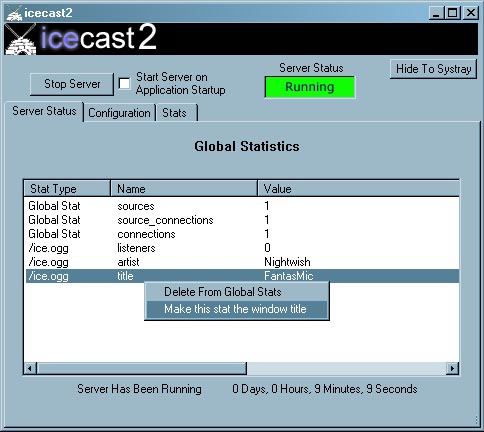 icecast2
icecast2
Stop Server
Start Server on
Application Startup
Server Status
Running
Hide To Systray
Server Status Configuration Stats
Global Statistics
Stat Type Name Value
Global Stat sources 1
Global Stat source_connections 1
Global Stat connections 1
/ice.ogg listeners 0
/ice.ogg artist Nightwish
/ice.ogg title FantasMic
Delete From Global Stats
Make this stat the window title
Server Has Been Running 0 Days, 0 Hours, 9 Minutes, 9 Seconds